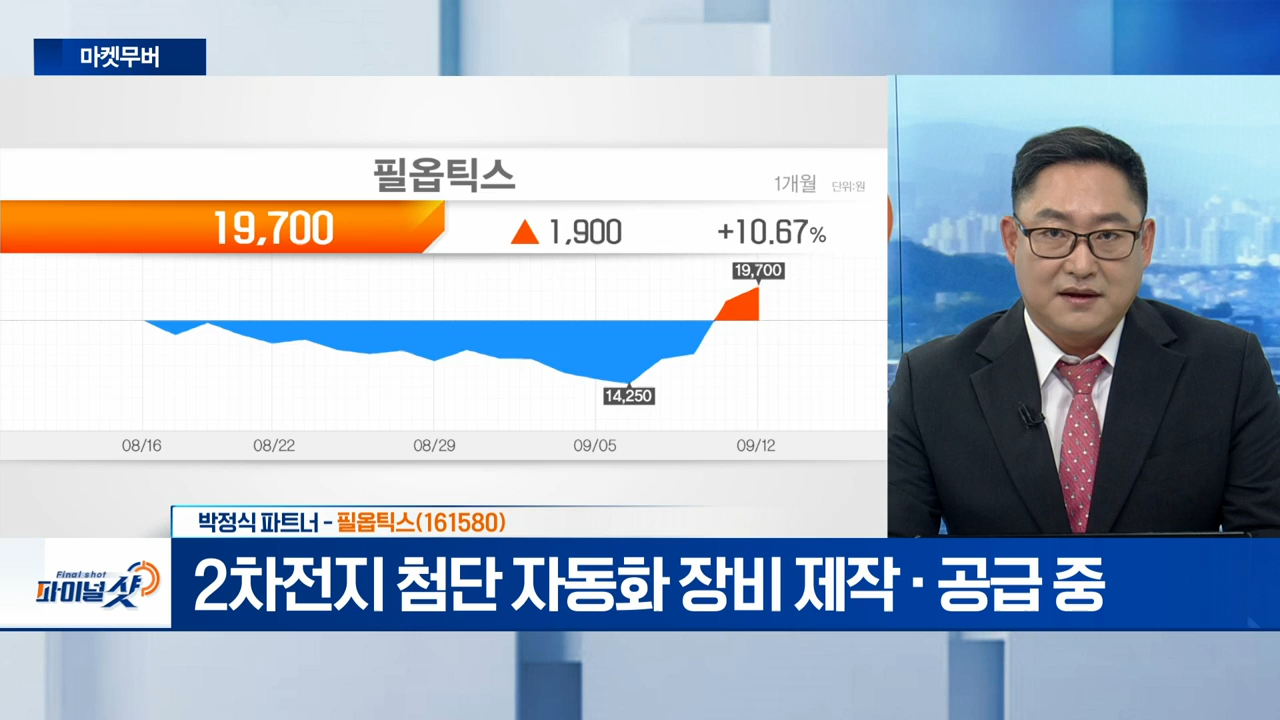 마켓무버
필옵틱스
1개월 단위:원
19,700 ▲ 1,900 +10.67%
19,700
14,250
08/16 08/22 08/29 09/05 09/12
박정식 파트너 - 필옵틱스(161580)
Final shot
파이널샷
2차전지 첨단 자동화 장비 제작·공급 중